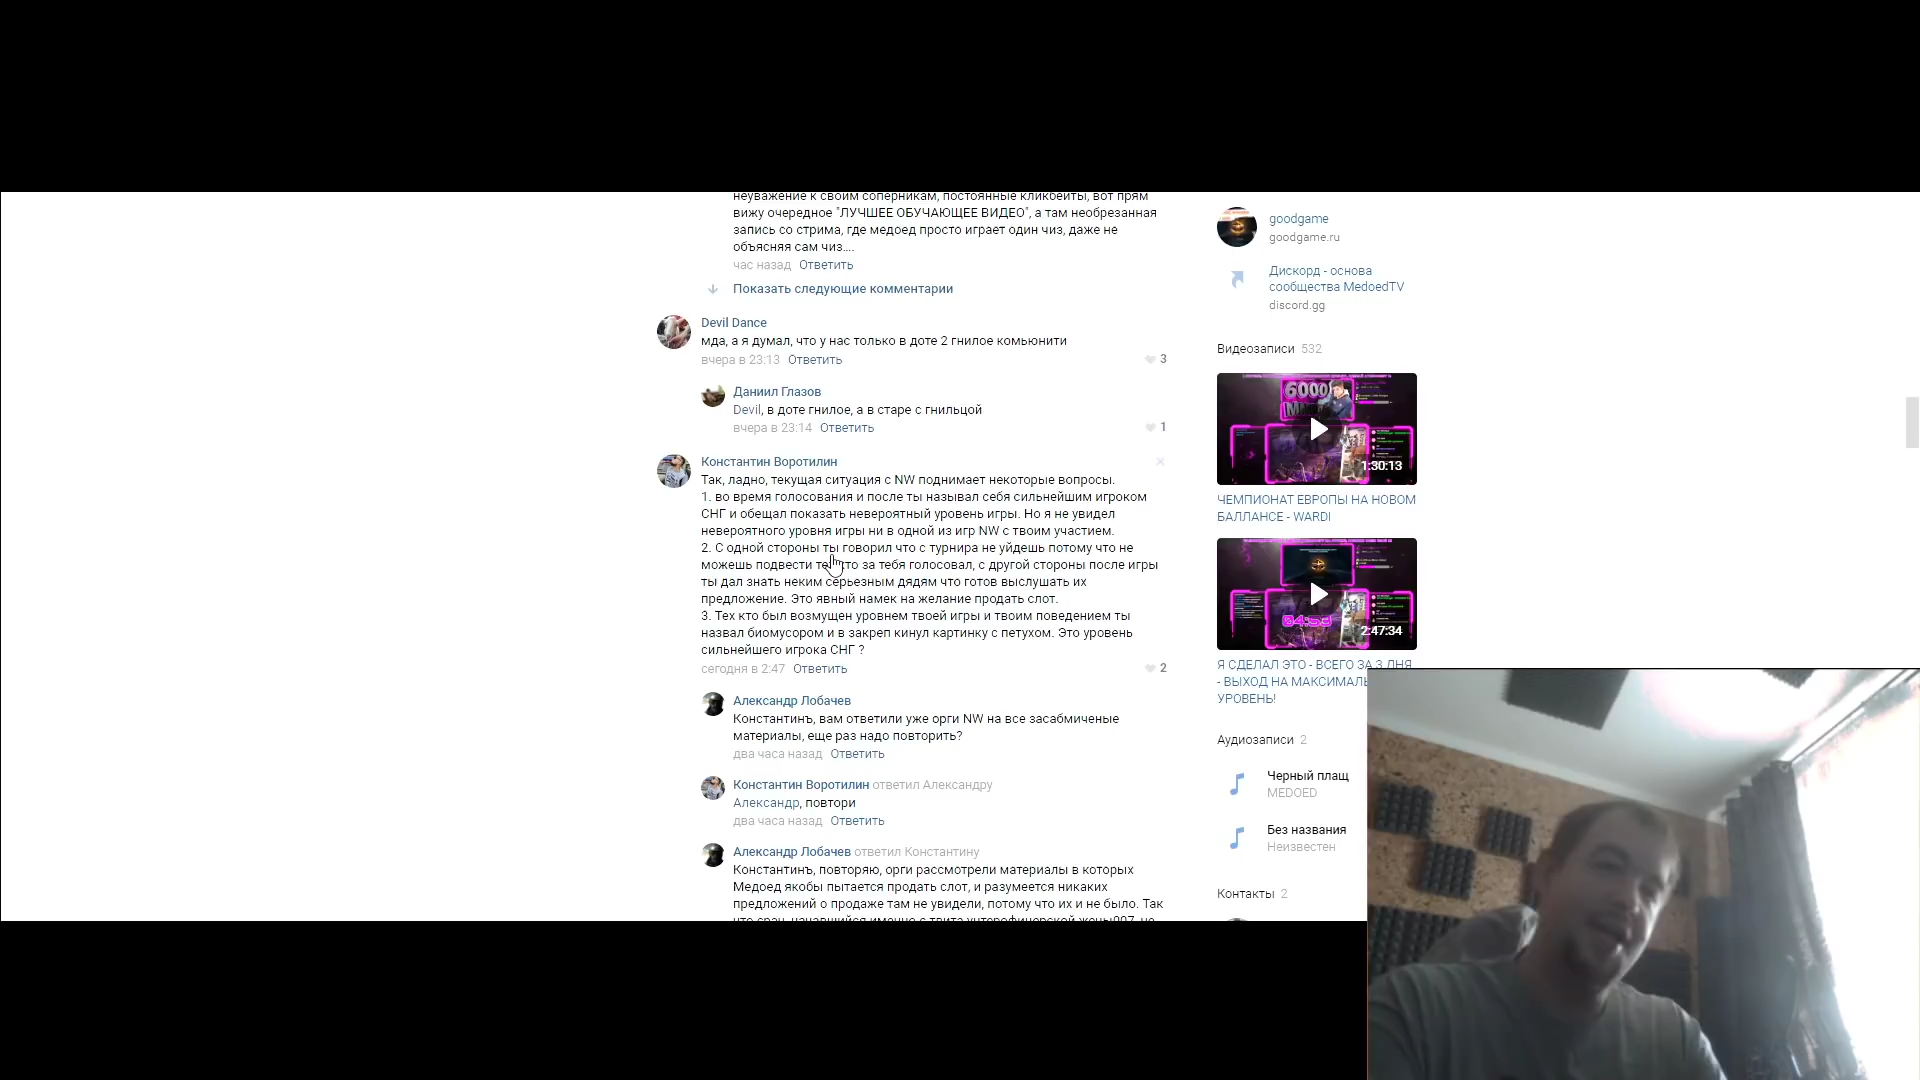 неуважение к своим соперникам, постоянные кликбейты, вот прям
вижу очередное "ЛУЧШЕЕ ОБУЧАЮЩЕЕ ВИДЕО", а там необрезанная
запись со стрима, где медоед просто играет один чиз, даже не
объясняя сам чиз....
час назад Ответить
Показать следующие комментарии
Devil Dance
мда, а я думал, что у нас только в доте 2 гнилое комьюнити
вчера в 23:13 Ответить
3
Даниил Глазов
Devil, в доте гнилое, а в старе с гнильцой
вчера в 23:14 Ответить
1
Константин Воротилин
Так, ладно, текущая ситуация с NW поднимает некоторые вопросы.
1. во время голосования и после ты называл себя сильнейшим игроком
СНГ и обещал показать невероятный уровень игры. Но я не увидел
невероятного уровня игры ни в одной из игр NW с твоим участием.
2. С одной стороны ты говорил что с турнира не уйдешь потому что не
можешь подвести то за тебя голосовал, с другой стороны после игры
ты дал знать неким серьезным дядям что готов выслушать их
предложение. Это явный намек на желание продать слот.
3. Тех кто был возмущен уровнем твоей игры и твоим поведением ты
назвал биомусором и в закреп кинул картинку с петухом. Это уровень
сильнейшего игрока СНГ ?
сегодня в 2:47 Ответить
2
Александр Лобачев
Константинъ, вам ответили уже орги NW на все засабмиченые
материалы, еще раз надо повторить?
два часа назад Ответить
Константин Воротилин ответил Александру
Александр, повтори
два часа назад Ответить
Александр Лобачев ответил Константину
Константинъ, повторяю, орги рассмотрели материалы в которых
Медоед якобы пытается продать слот, и разумеется никаких
предложений о продаже там не увидели, потому что их и не было. Так
goodgame
goodgame.ru
Дискорд - основа
сообщества MedoedTV
discord.gg
Видеозаписи 532
6000
1:30:13
ЧЕМПИОНАТ ЕВРОПЫ НА НОВОМ
БАЛЛАНСЕ - WARDI
04:53
2:47:34
Я СДЕЛАЛ ЭТО - ВСЕГО ЗА 3 ДНЯ
- ВЫХОД НА МАКСИМАЛЬ
УРОВЕНЬ!
Аудиозаписи 2
Черный плащ
MEDOED
Без названия
Неизвестен
Контакты 2